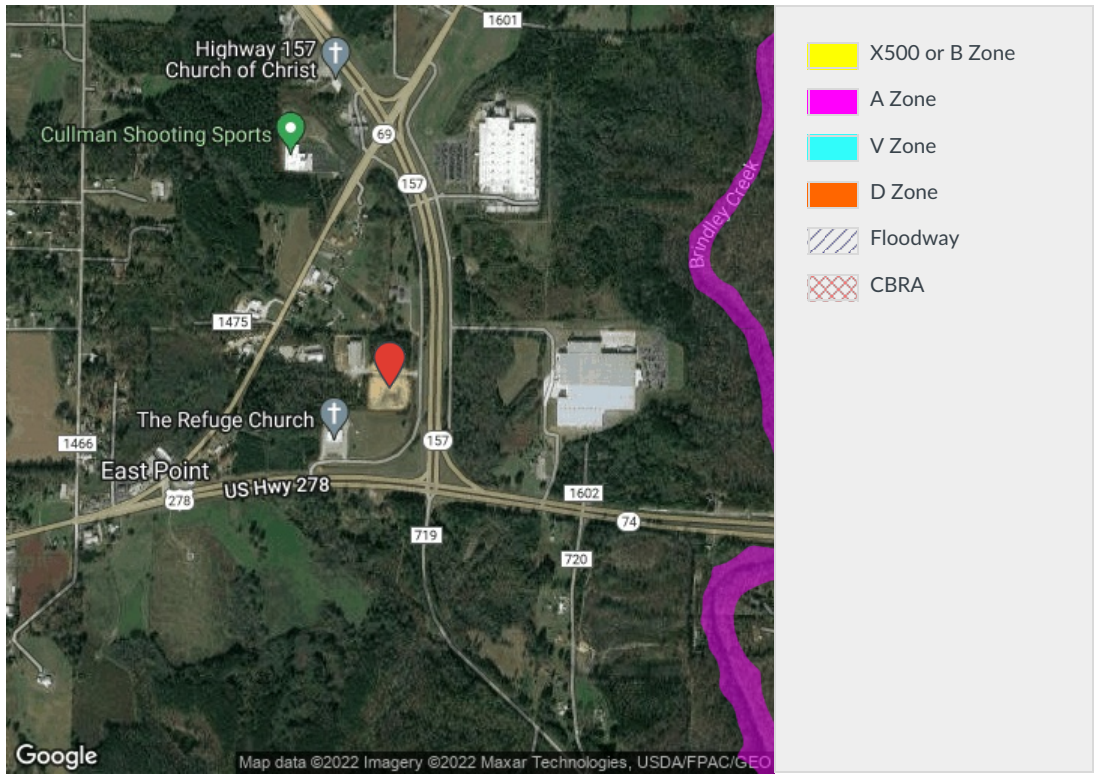 1601
Highway 157
Church of Christ
Cullman Shooting Sports
69
157
Brindley Creek
1475
The Refuge Church
1466
157
East Point
278
US Hwy 278
1602
74
719
720
Google
Map data ©2022 Imagery ©2022 Maxar Technologies, USDA/FPAC/GEO
X500 or B Zone
A Zone
V Zone
D Zone
Floodway
CBRA